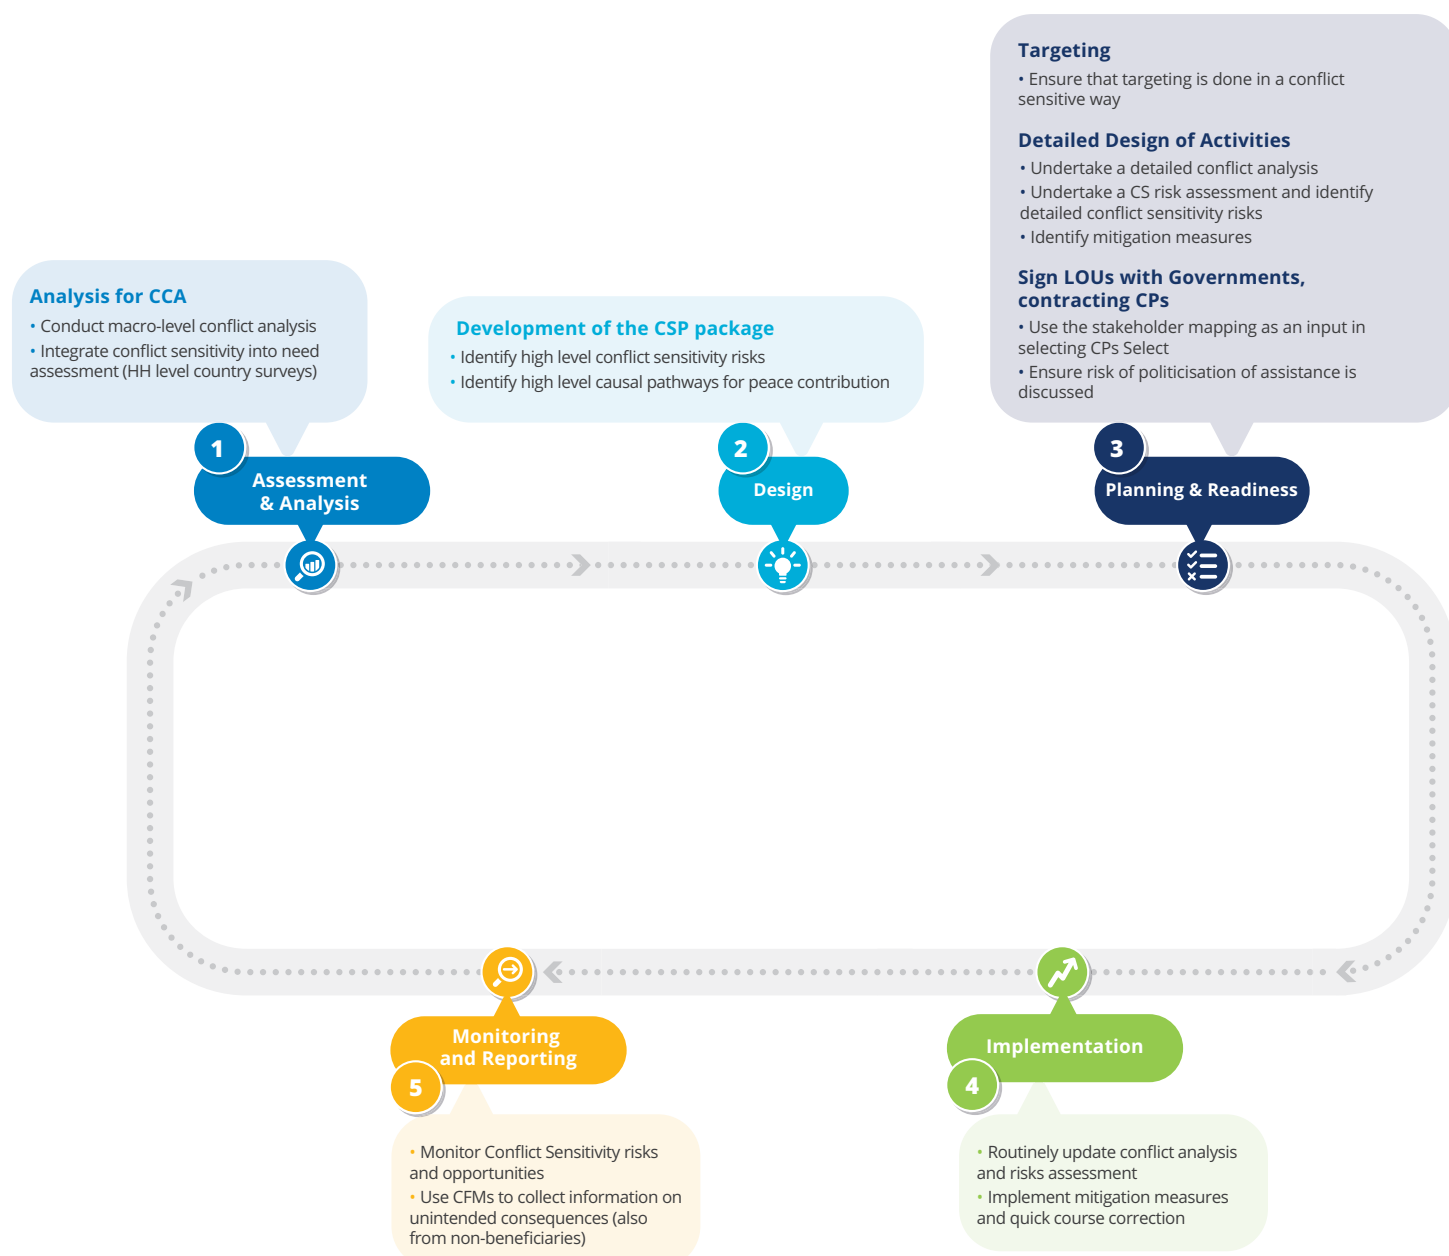 Analysis for CCA
• Conduct macro-level conflict analysis
• Integrate conflict sensitivity into need
assessment (HH level country surveys)
1
Assessment
& Analysis
Development of the CSP package
• Identify high level conflict sensitivity risks
• Identify high level causal pathways for peace contribution
2
Design
Targeting
• Ensure that targeting is done in a conflict
sensitive way
Detailed Design of Activities
• Undertake a detailed conflict analysis
• Undertake a CS risk assessment and identify
detailed conflict sensitivity risks
• Identify mitigation measures
Sign LOUs with Governments,
contracting CPs
• Use the stakeholder mapping as an input in
selecting CPs Select
• Ensure risk of politicisation of assistance is
discussed
3
Planning & Readiness
Implementation
4
• Routinely update conflict analysis
and risks assessment
• Implement mitigation measures
and quick course correction
Monitoring
and Reporting
5
• Monitor Conflict Sensitivity risks
and opportunities
• Use CFMs to collect information on
unintended consequences (also
from non-beneficiaries)